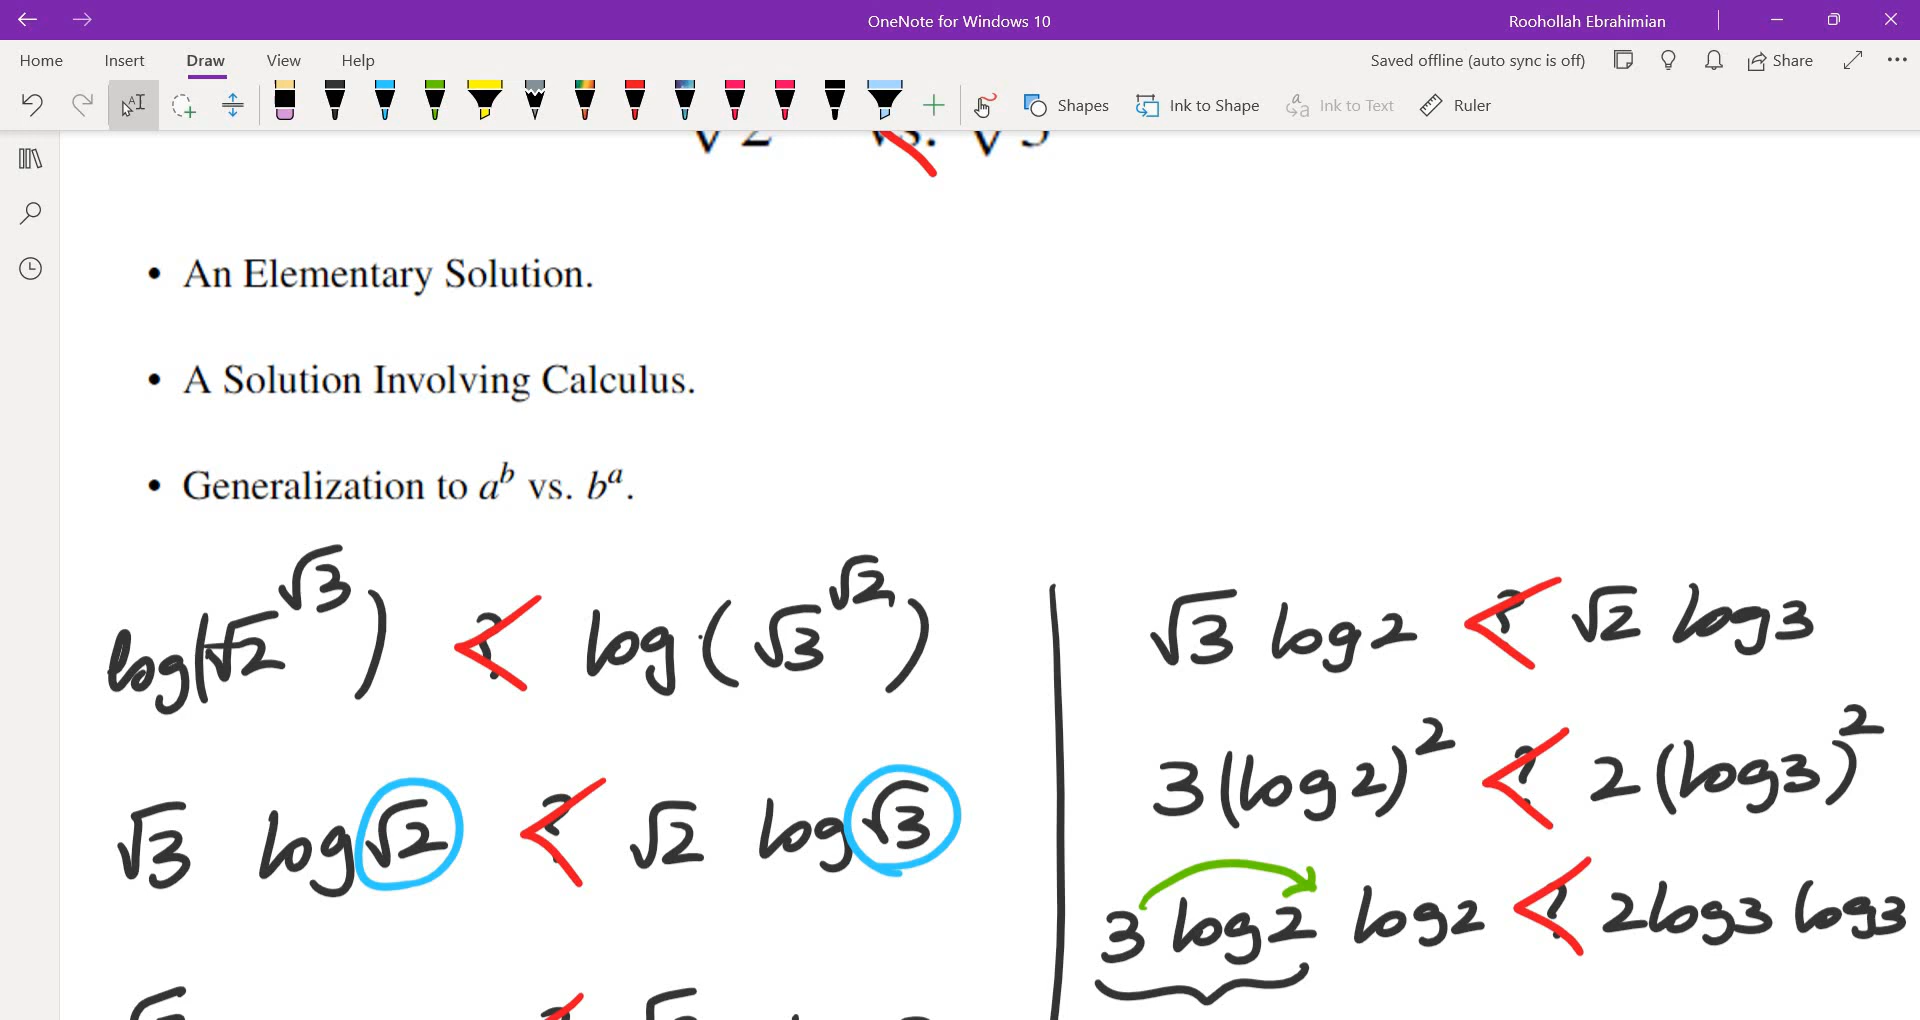 OneNote for Windows 10
Roohollah Ebrahimian
Home Insert Draw View Help
Saved offline (auto sync is off) Share
Shapes Ink to Shape Ink to Text Ruler
√2 vs. √3
• An Elementary Solution.
• A Solution Involving Calculus.
• Generalization to a^b vs. b^a.
log(√2^√3) ? < log(√3^√2)
√3 log√2 ? < √2 log√3
√3 log2 ? < √2 log3
3(log2)^2 ? < 2(log3)^2
3 log2 log2 ? < 2log3 log3